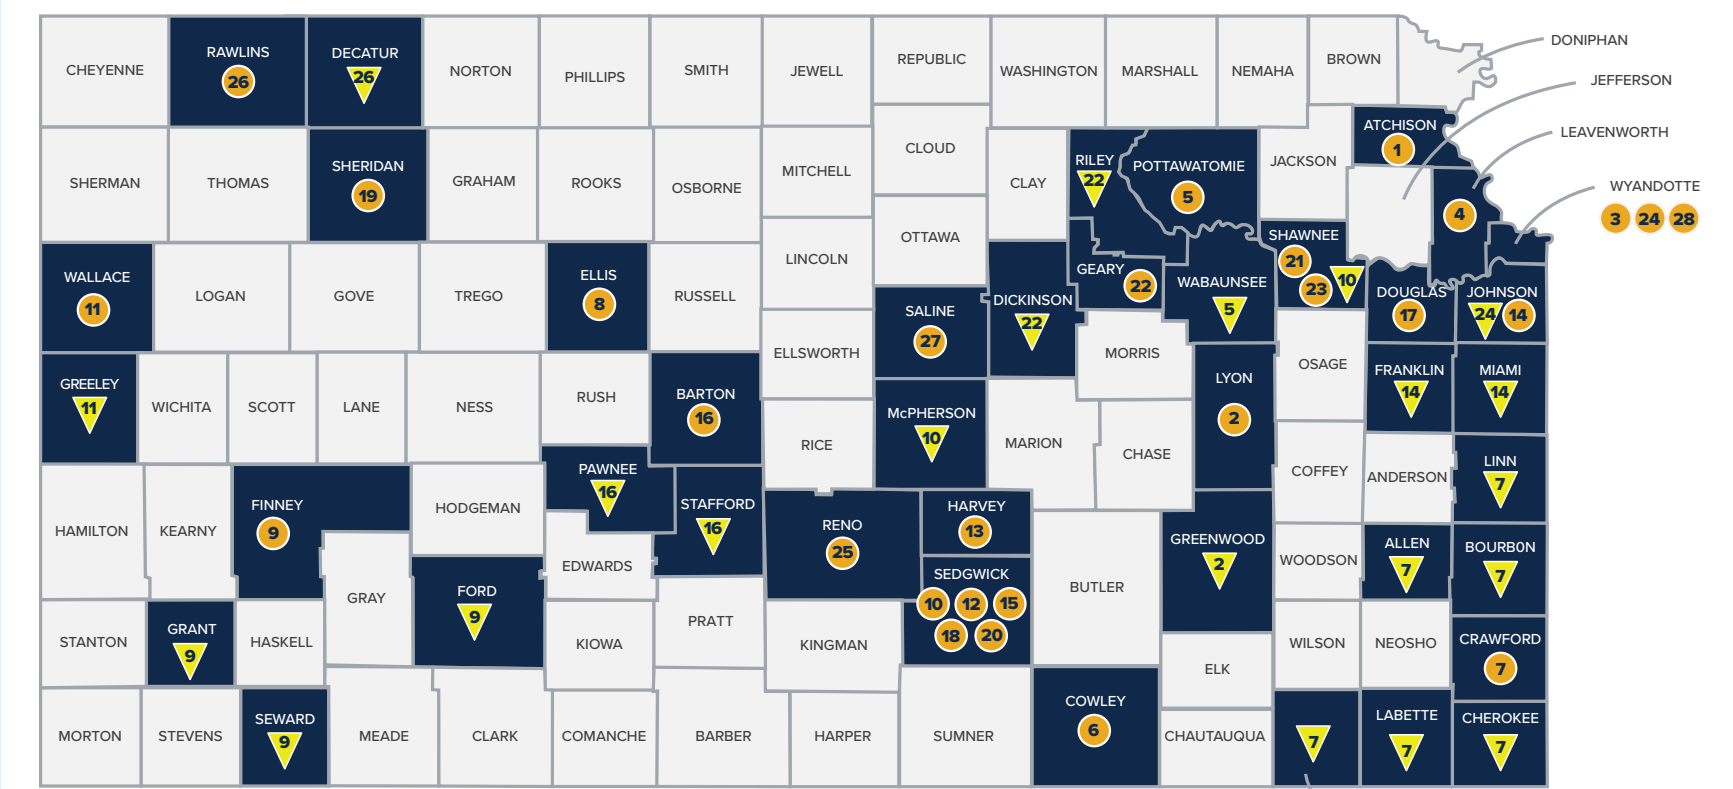 DONIPHAN
RAWLINS
26
DECATUR
26
CHEYENNE
NORTON
PHILLIPS
SMITH
JEWELL
REPUBLIC
WASHINGTON
MARSHALL
NEMAHA
BROWN
JEFFERSON
ATCHISON
1
LEAVENWORTH
SHERMAN
THOMAS
SHERIDAN
19
GRAHAM
ROOKS
OSBORNE
MITCHELL
CLOUD
CLAY
RILEY
22
POTTAWATOMIE
5
JACKSON
4
WYANDOTTE
3 24 28
WALLACE
11
LOGAN
GOVE
TREGO
ELLIS
8
RUSSELL
LINCOLN
OTTAWA
SALINE
27
DICKINSON
22
GEARY
22
WABAUNSEE
5
SHAWNEE
21
23
10
DOUGLAS
17
JOHNSON
24 14
GREELEY
11
WICHITA
SCOTT
LANE
NESS
RUSH
BARTON
16
ELLSWORTH
RICE
McPHERSON
10
MARION
MORRIS
CHASE
LYON
2
OSAGE
FRANKLIN
14
MIAMI
14
COFFEY
ANDERSON
LINN
7
HAMILTON
KEARNY
FINNEY
9
HODGEMAN
PAWNEE
16
STAFFORD
16
EDWARDS
RENO
25
HARVEY
13
SEDGWICK
10 12 15
18 20
BUTLER
GREENWOOD
2
WOODSON
ALLEN
7
BOURB0N
7
STANTON
GRANT
9
HASKELL
GRAY
FORD
9
KIOWA
PRATT
KINGMAN
ELK
WILSON
NEOSHO
CRAWFORD
7
MORTON
STEVENS
SEWARD
9
MEADE
CLARK
COMANCHE
BARBER
HARPER
SUMNER
COWLEY
6
CHAUTAUQUA
7
LABETTE
7
CHEROKEE
7